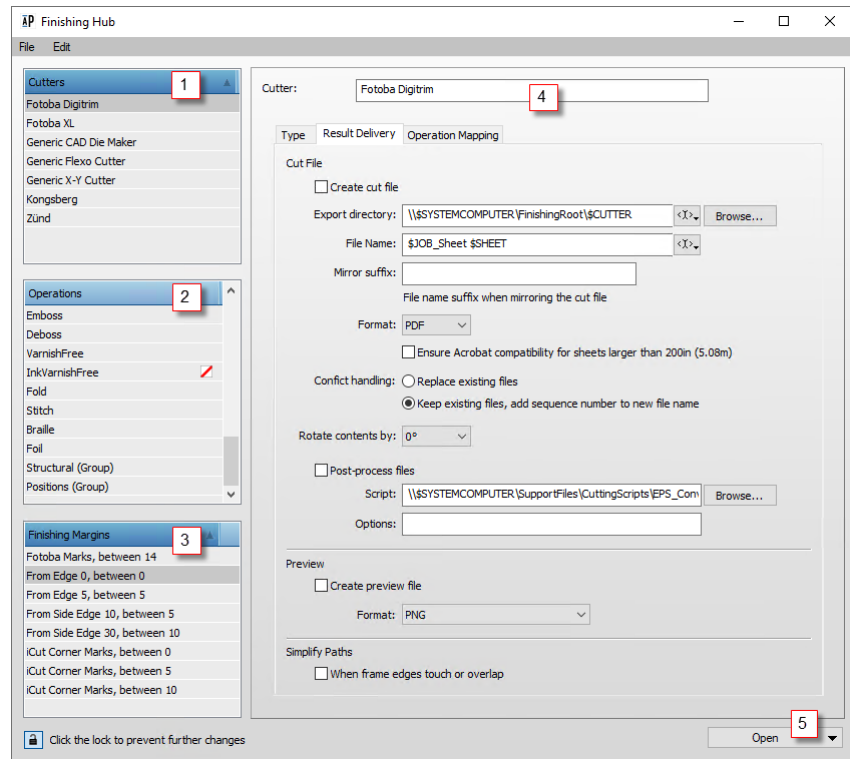 AP Finishing Hub
File Edit
Cutters 1
Fotoba Digitrim
Fotoba XL
Generic CAD Die Maker
Generic Flexo Cutter
Generic X-Y Cutter
Kongsberg
Zünd
Operations 2
Emboss
Deboss
VarnishFree
InkVarnishFree
Fold
Stitch
Braille
Foil
Structural (Group)
Positions (Group)
Finishing Margins 3
Fotoba Marks, between 14
From Edge 0, between 0
From Edge 5, between 5
From Side Edge 10, between 5
From Side Edge 30, between 10
iCut Corner Marks, between 0
iCut Corner Marks, between 5
iCut Corner Marks, between 10
Cutter: Fotoba Digitrim 4
Type Result Delivery Operation Mapping
Cut File
Create cut file
Export directory: \\$SYSTEMCOMPUTER\FinishingRoot\$CUTTER Browse...
File Name: $JOB_Sheet $SHEET
Mirror suffix:
File name suffix when mirroring the cut file
Format: PDF
Ensure Acrobat compatibility for sheets larger than 200in (5.08m)
Confict handling: Replace existing files
Keep existing files, add sequence number to new file name
Rotate contents by: 0°
Post-process files
Script: \\$SYSTEMCOMPUTER\SupportFiles\CuttingScripts\EPS_Con Browse...
Options:
Preview
Create preview file
Format: PNG
Simplify Paths
When frame edges touch or overlap
Click the lock to prevent further changes
Open 5